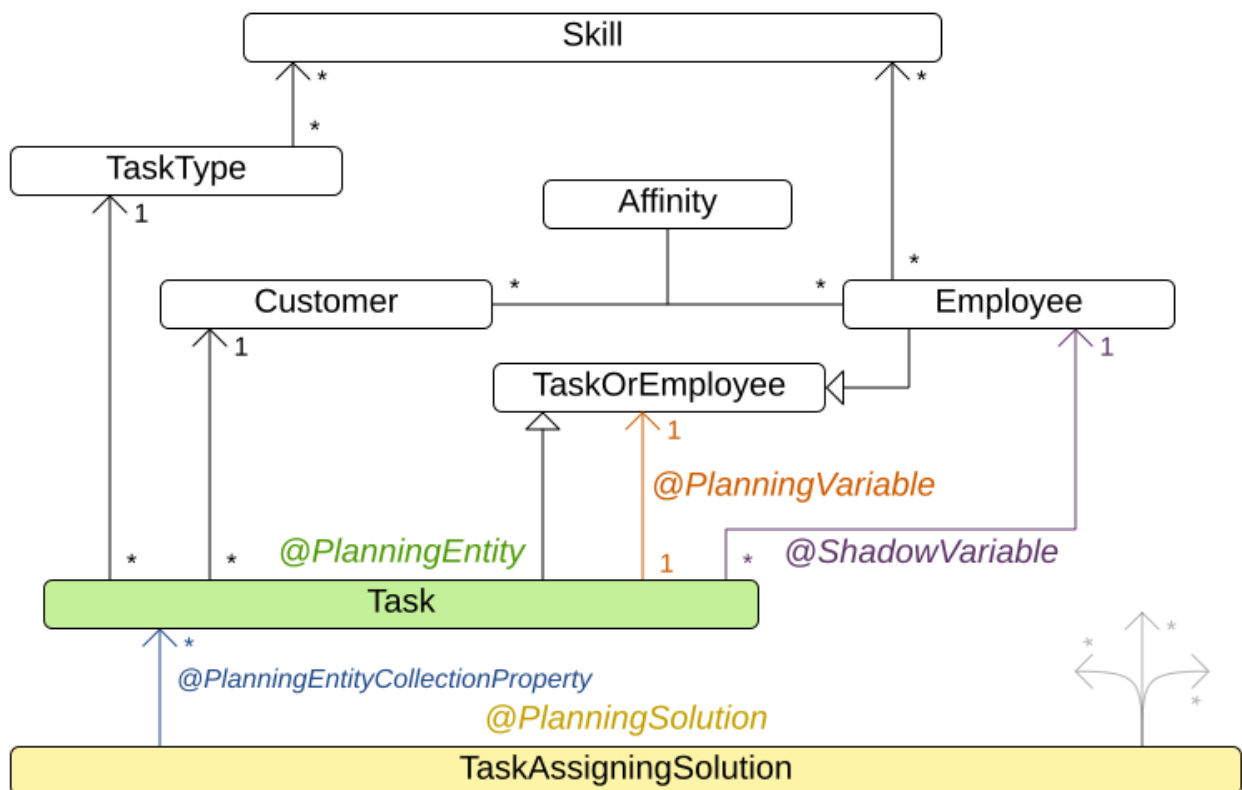 Skill
*
*
*
TaskType
1
Affinity
*
*
*
Customer
Employee
1
1
TaskOrEmployee
1
@PlanningVariable
@PlanningEntity
@ShadowVariable
*
*
1
*
Task
*
*
*
*
@PlanningEntityCollectionProperty
@PlanningSolution
TaskAssigningSolution